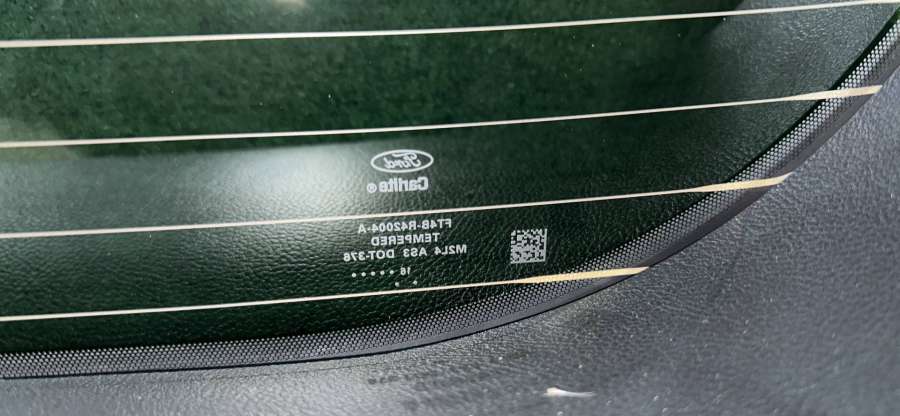 Ford
Carlite ®
FT4B-R42004-A
TEMPERED
M2L4 AS3 DOT-376
16